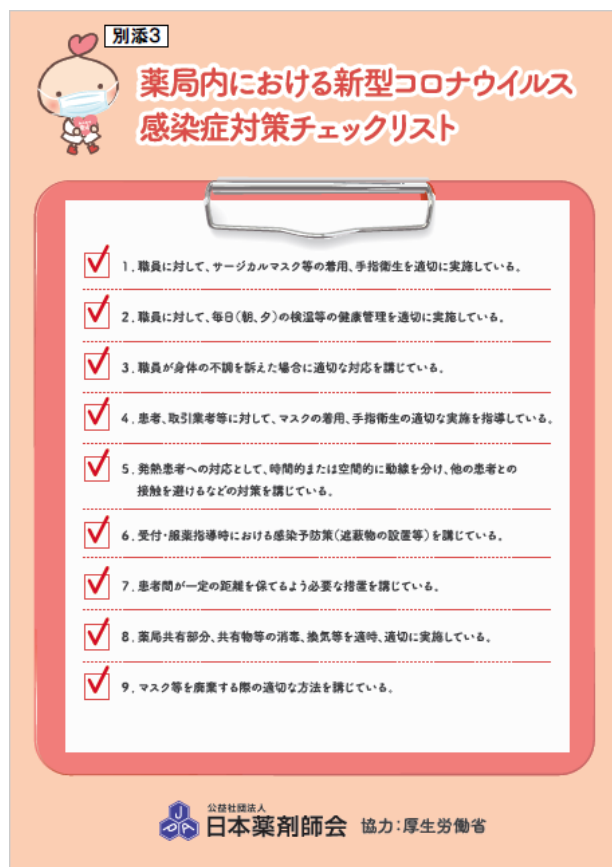 別添3
薬局内における新型コロナウイルス
感染症対策チェックリスト
1．職員に対して、サージカルマスク等の着用、手指衛生を適切に実施している。
2．職員に対して、毎日（朝、夕）の検温等の健康管理を適切に実施している。
3．職員が身体の不調を訴えた場合に適切な対応を講じている。
4．患者、取引業者等に対して、マスクの着用、手指衛生の適切な実施を指導している。
5．発熱患者への対応として、時間的または空間的に動線を分け、他の患者との
接触を避けるなどの対策を講じている。
6．受付・服薬指導時における感染予防策（遮蔽物の設置等）を講じている。
7．患者間が一定の距離を保てるよう必要な措置を講じている。
8．薬局共有部分、共有物等の消毒、換気等を適時、適切に実施している。
9．マスク等を廃棄する際の適切な方法を講じている。
JPA
公益社団法人
日本薬剤師会 協力：厚生労働省